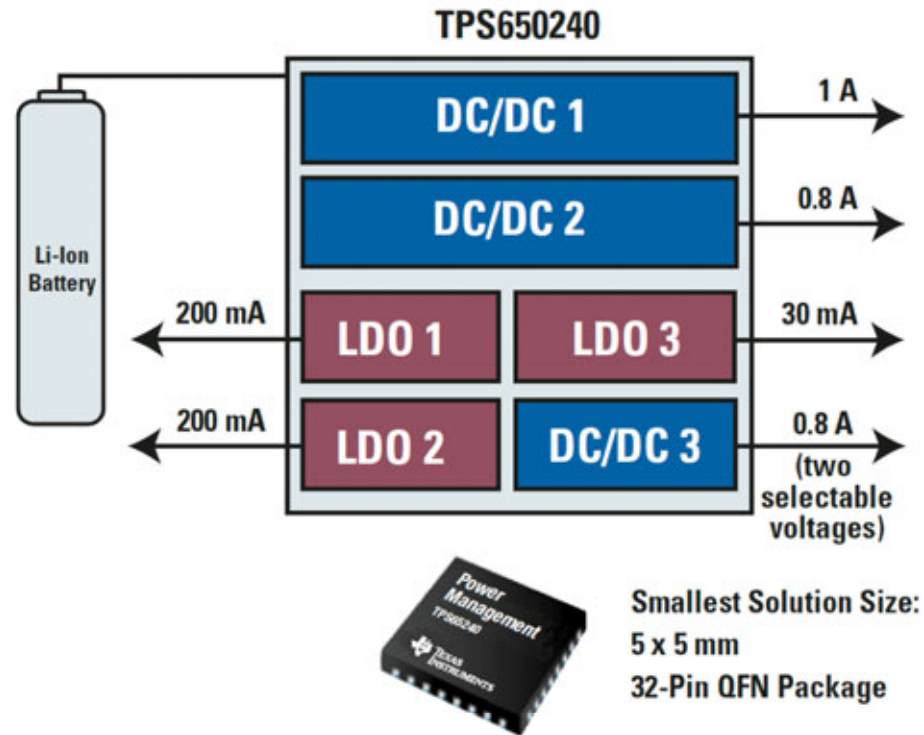 TPS650240
DC/DC 1
1 A
DC/DC 2
0.8 A
Li-Ion
Battery
200 mA
LDO 1
LDO 3
30 mA
200 mA
LDO 2
DC/DC 3
0.8 A
(two
selectable
voltages)
Power
Management
TPS65240
TEXAS
INSTRUMENTS
Smallest Solution Size:
5 x 5 mm
32-Pin QFN Package